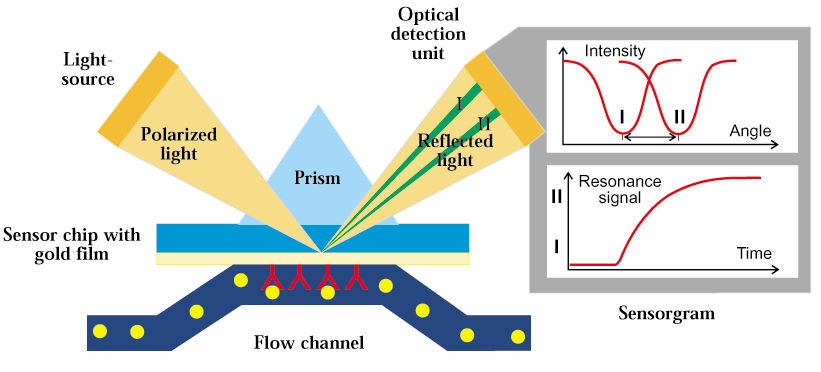 Light-
source
Polarized
light
Prism
Optical
detection
unit
I
II
Reflected
light
Sensor chip with
gold film
Flow channel
Intensity
I
II
Angle
Resonance
signal
II
I
Time
Sensorgram